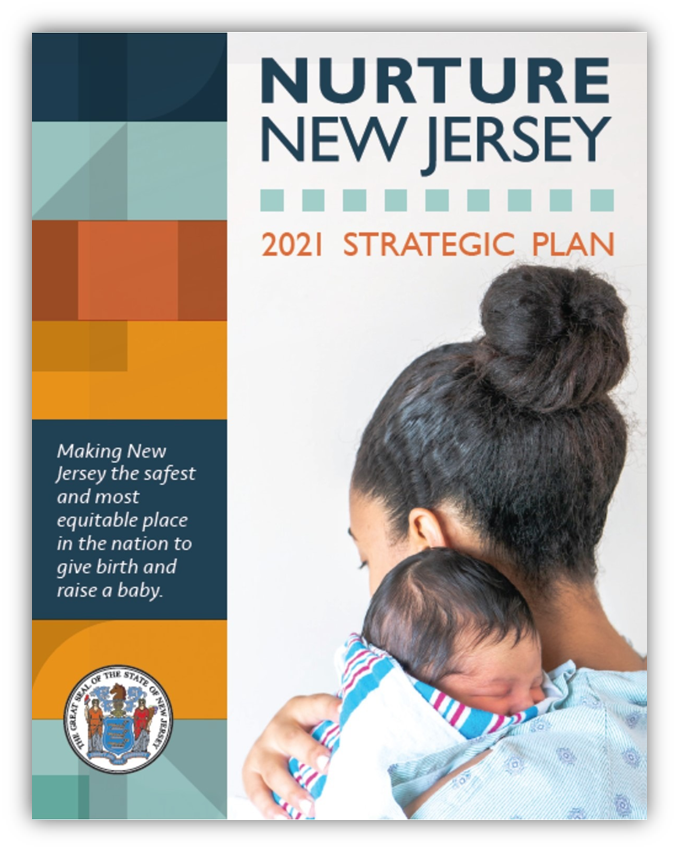 NURTURE
NEW JERSEY
2021 STRATEGIC PLAN
Making New
Jersey the safest
and most
equitable place
in the nation to
give birth and
raise a baby.
THE GREAT SEAL OF THE STATE OF NEW JERSEY